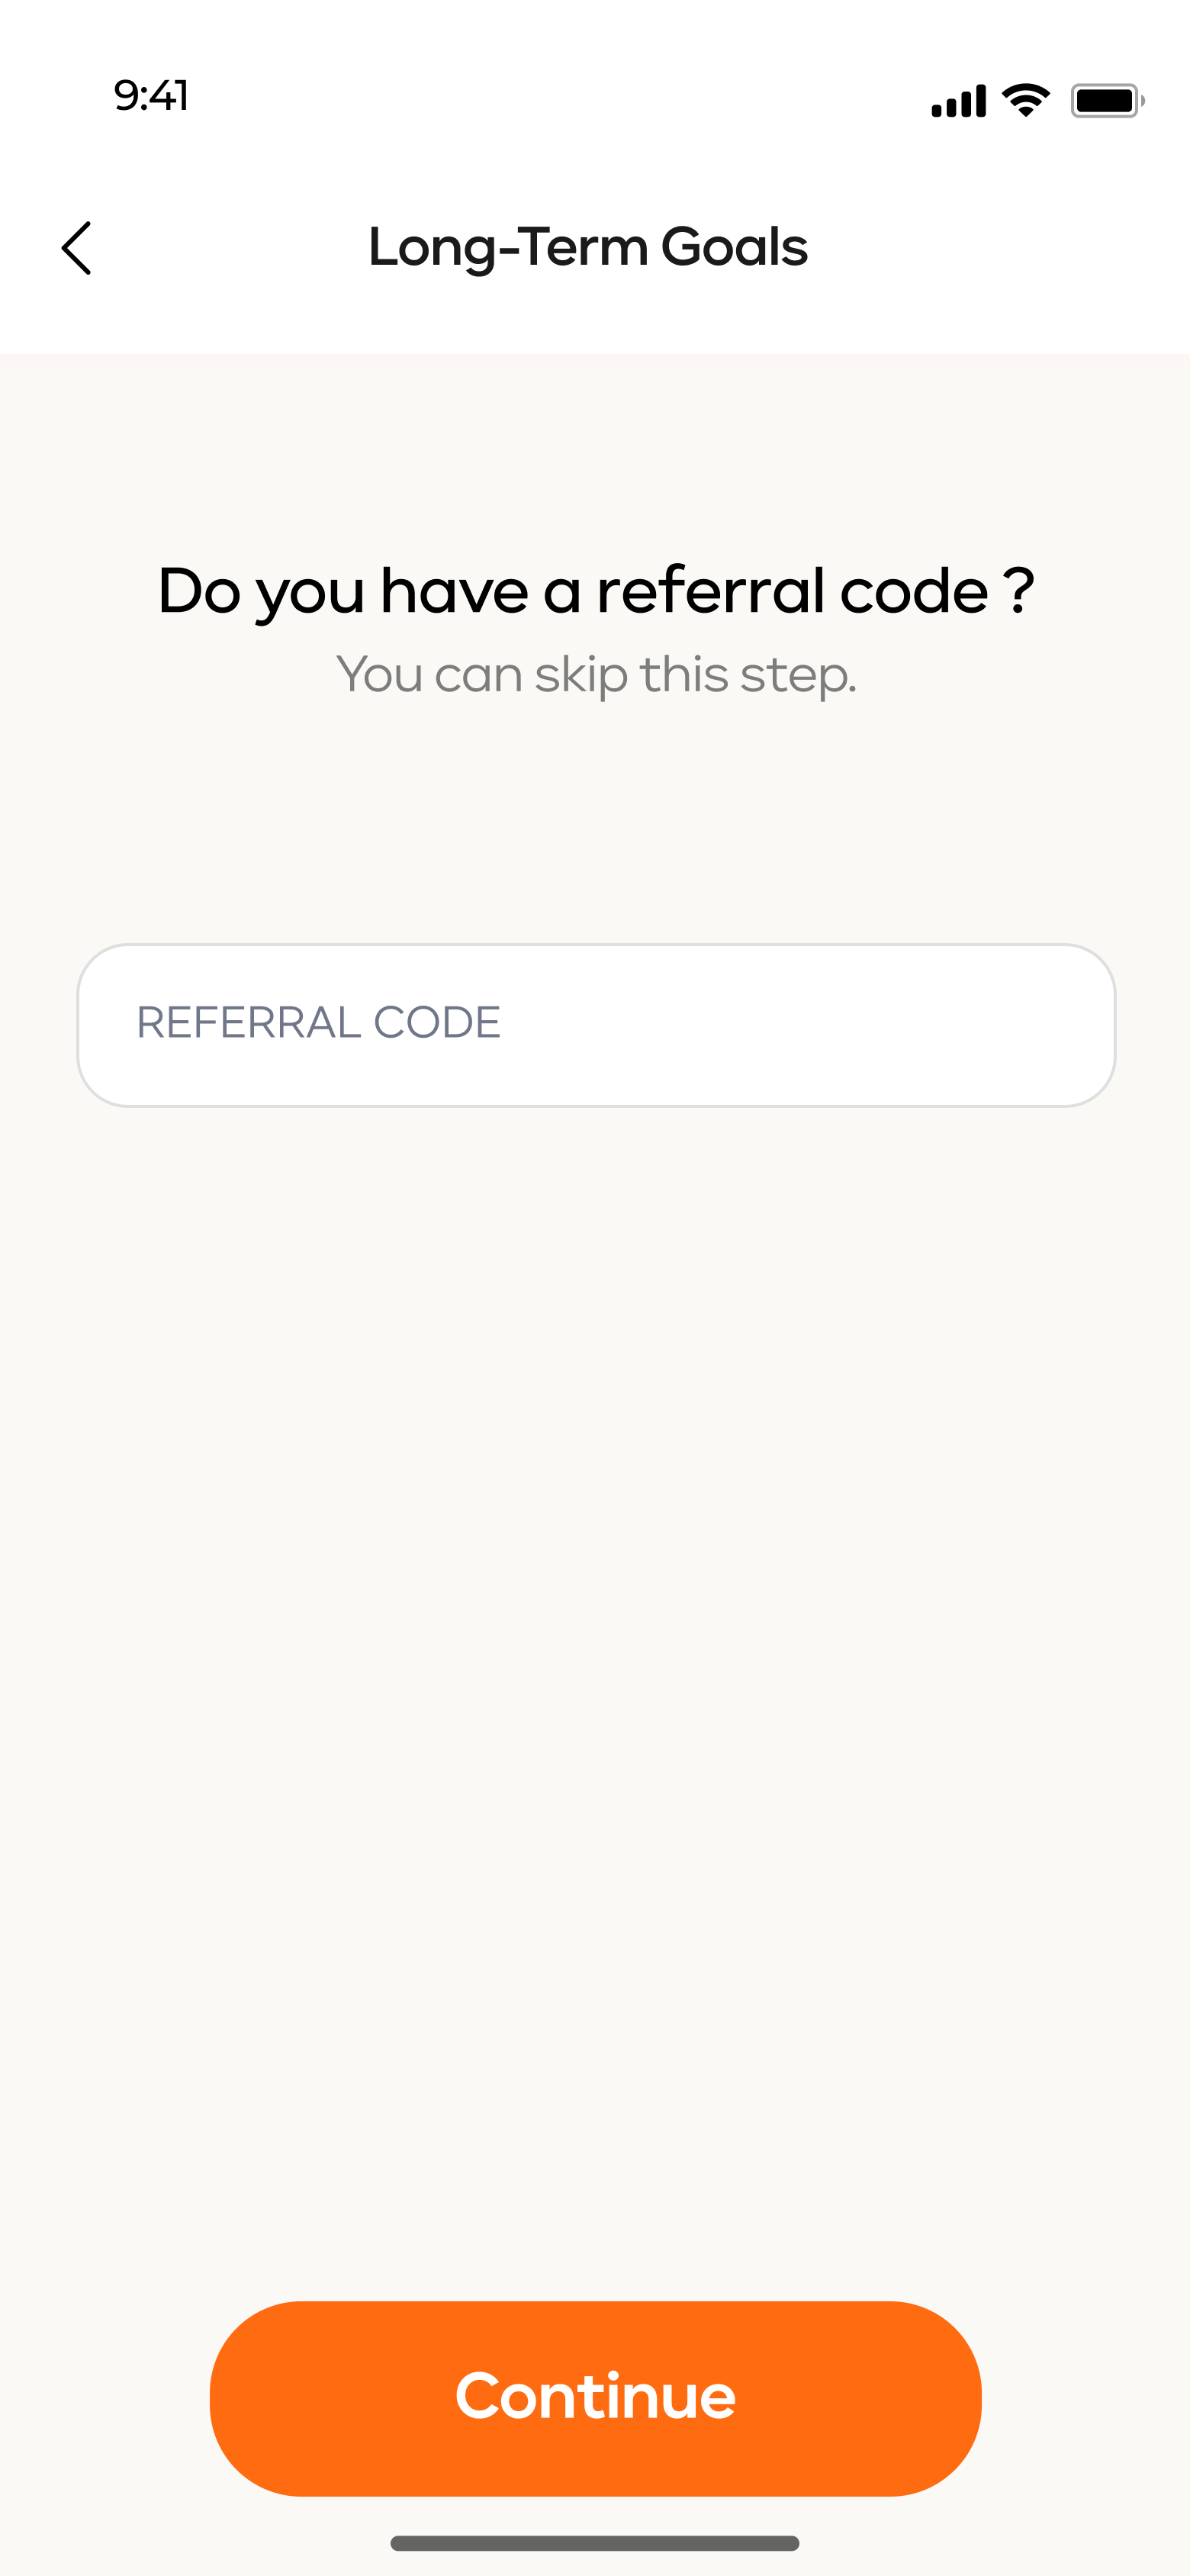 9:41
Long-Term Goals
Do you have a referral code ?
You can skip this step.
REFERRAL CODE
Continue